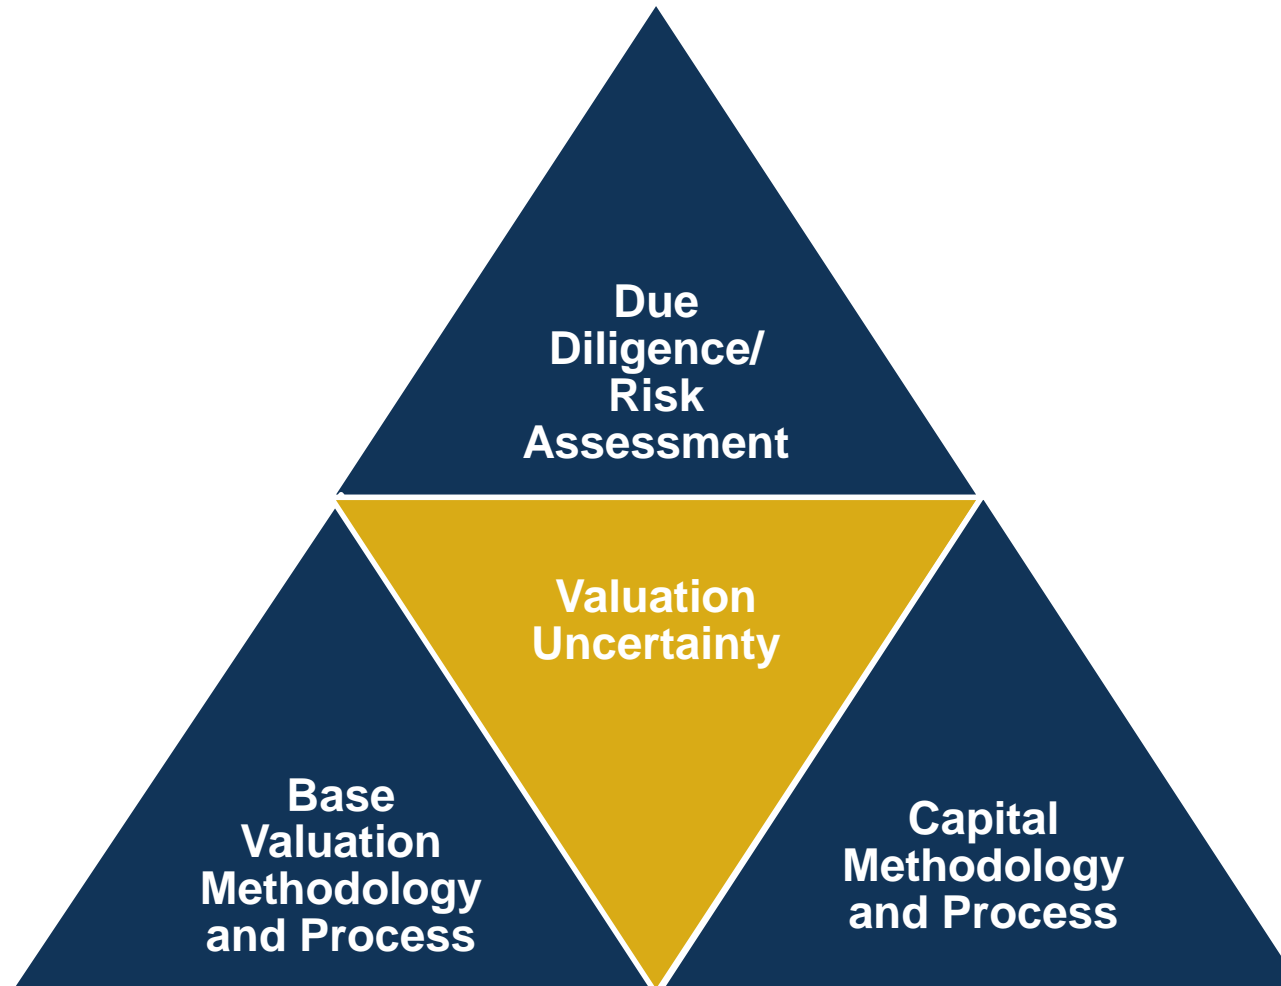 Due
Diligence/
Risk
Assessment
Valuation
Uncertainty
Base
Valuation
Methodology
and Process
Capital
Methodology
and Process